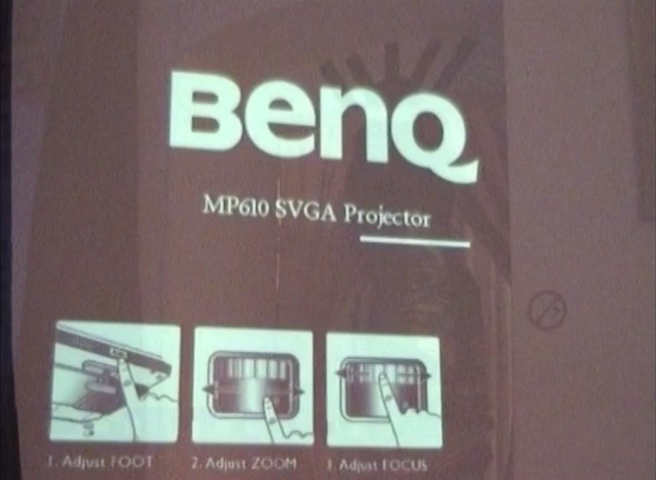 BenQ
MP610 SVGA Projector
1. Adjust FOOT
2. Adjust ZOOM
3. Adjust FOCUS